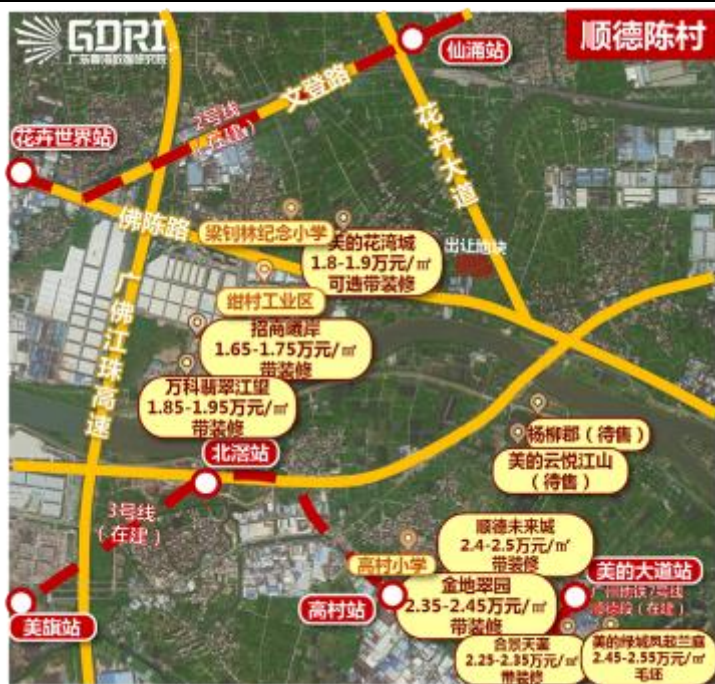 GDRI
顺德陈村
仙涌站
文登路
2号线
(在建)
花卉世界站
花卉大道
佛陈路
梁钊林纪念小学
美的花湾城
1.8-1.9万元/㎡
可选带装修
出让地块
绀村工业区
广佛江珠高速
招商曦岸
1.65-1.75万元/㎡
带装修
万科翡翠江望
1.85-1.95万元/㎡
带装修
北滘站
杨柳郡(待售)
美的云悦江山
(待售)
3号线
(在建)
顺德未来城
2.4-2.5万元/㎡
带装修
高村小学
金地翠园
2.35-2.45万元/㎡
带装修
美的大道站
美旗站
高村站
合景天銮
2.25-2.35万元/㎡
带装修
美的绿城凤起兰庭
2.45-2.55万元/㎡
毛坯